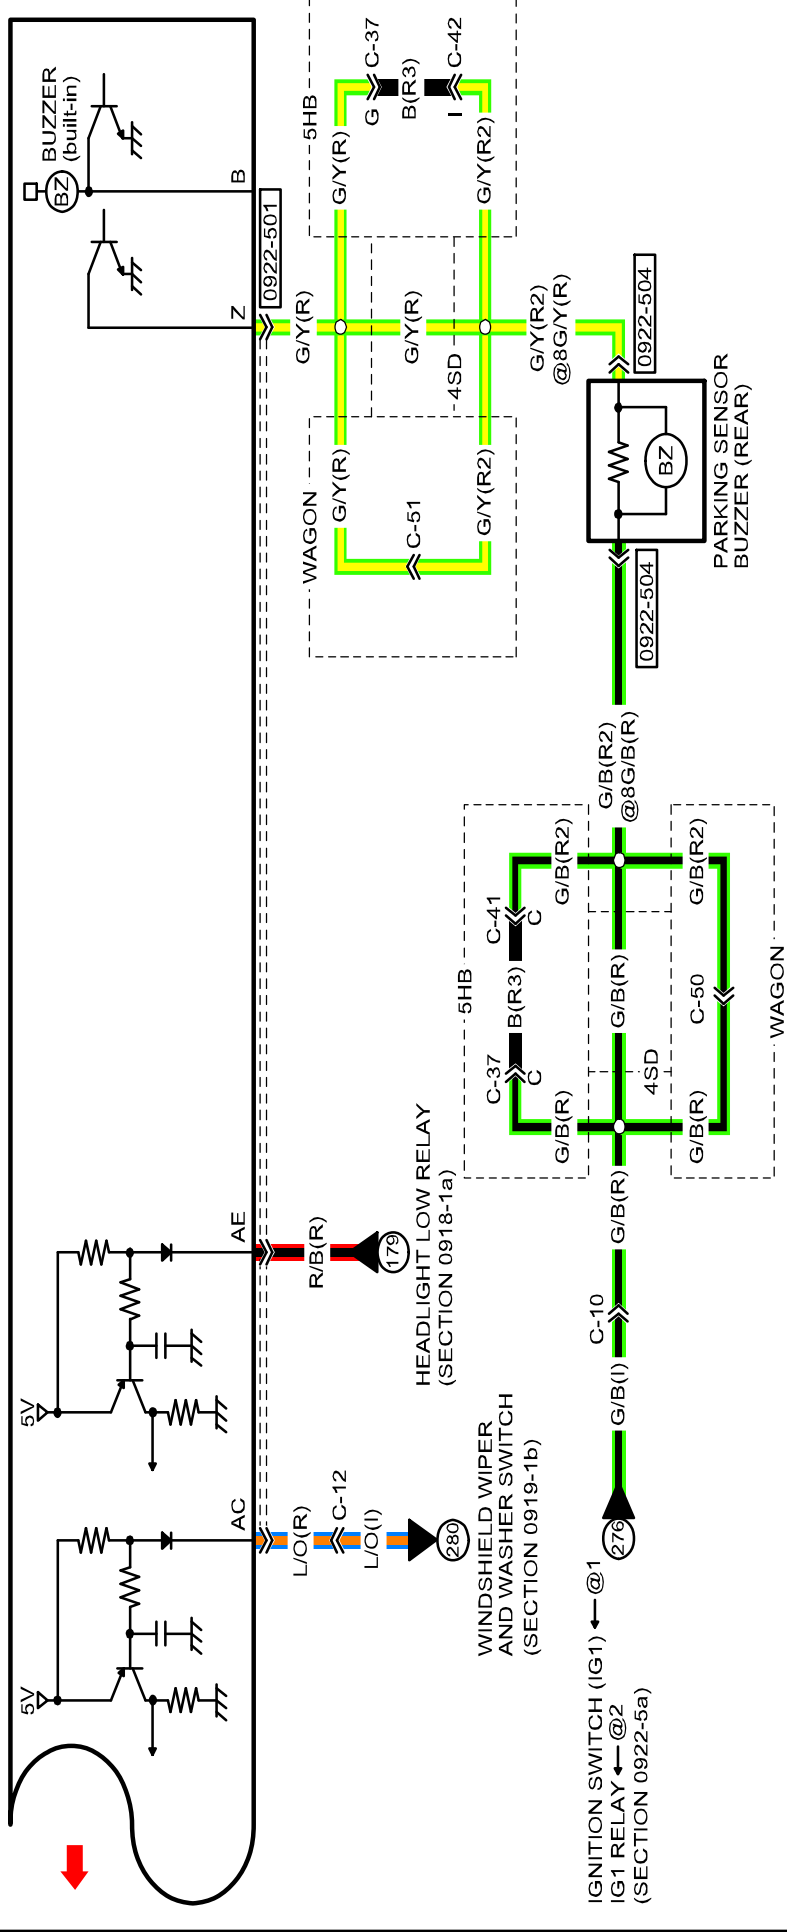 5V
AC
5V
AE
Z
B
BUZZER
(built-in)
BZ
0922-501
L/O(R)
C-12
L/O(I)
280
WINDSHIELD WIPER
AND WASHER SWITCH
(SECTION 0919-1b)
R/B(R)
179
HEADLIGHT LOW RELAY
(SECTION 0918-1a)
G/Y(R)
WAGON
G/Y(R)
C-51
G/Y(R2)
G/Y(R)
4SD
5HB
G/Y(R)
G
C-37
B(R3)
I
C-42
G/Y(R2)
G/Y(R2)
@8G/Y(R)
0922-504
BZ
PARKING SENSOR
BUZZER (REAR)
0922-504
G/B(R2)
@8G/B(R)
5HB
G/B(R)
C-37
C
B(R3)
C-41
C
G/B(R2)
G/B(R)
4SD
G/B(R)
C-50
G/B(R2)
WAGON
G/B(R)
C-10
G/B(I)
276
IGNITION SWITCH (IG1) ← @1
IG1 RELAY ← @2
(SECTION 0922-5a)